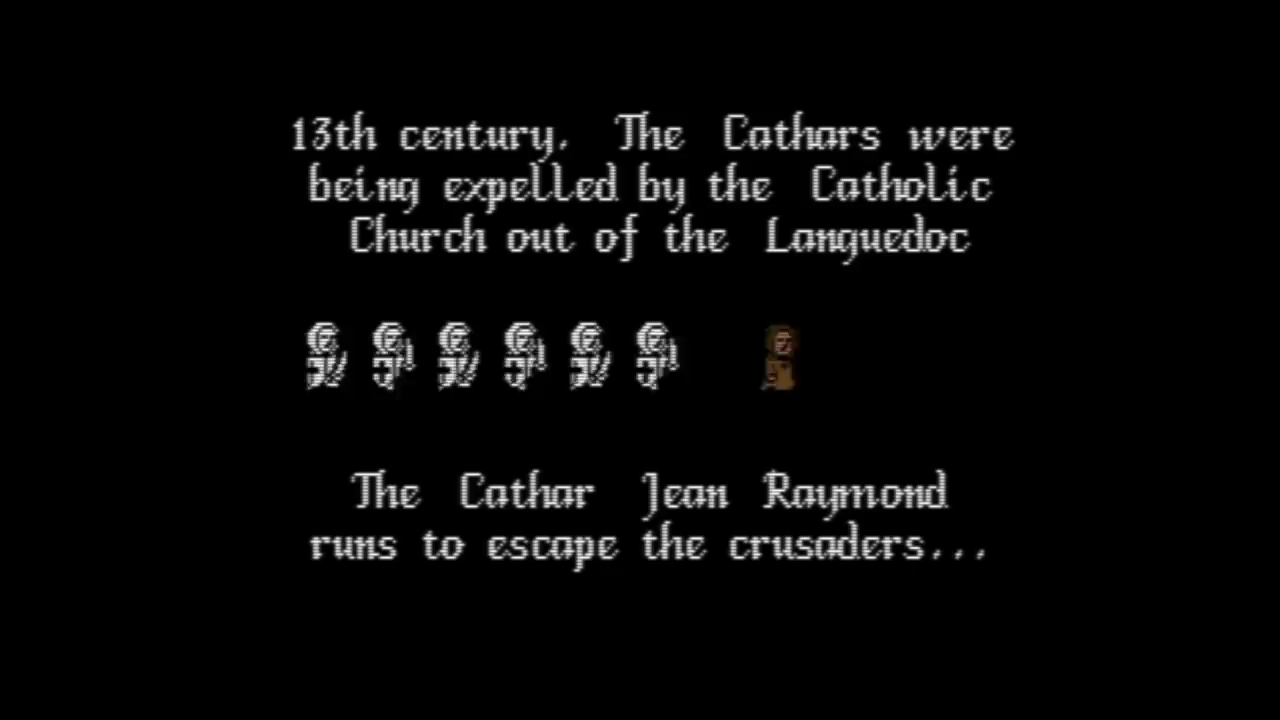 13th century. The Cathars were
being expelled by the Catholic
Church out of the Languedoc
The Cathar Jean Raymond
runs to escape the crusaders...